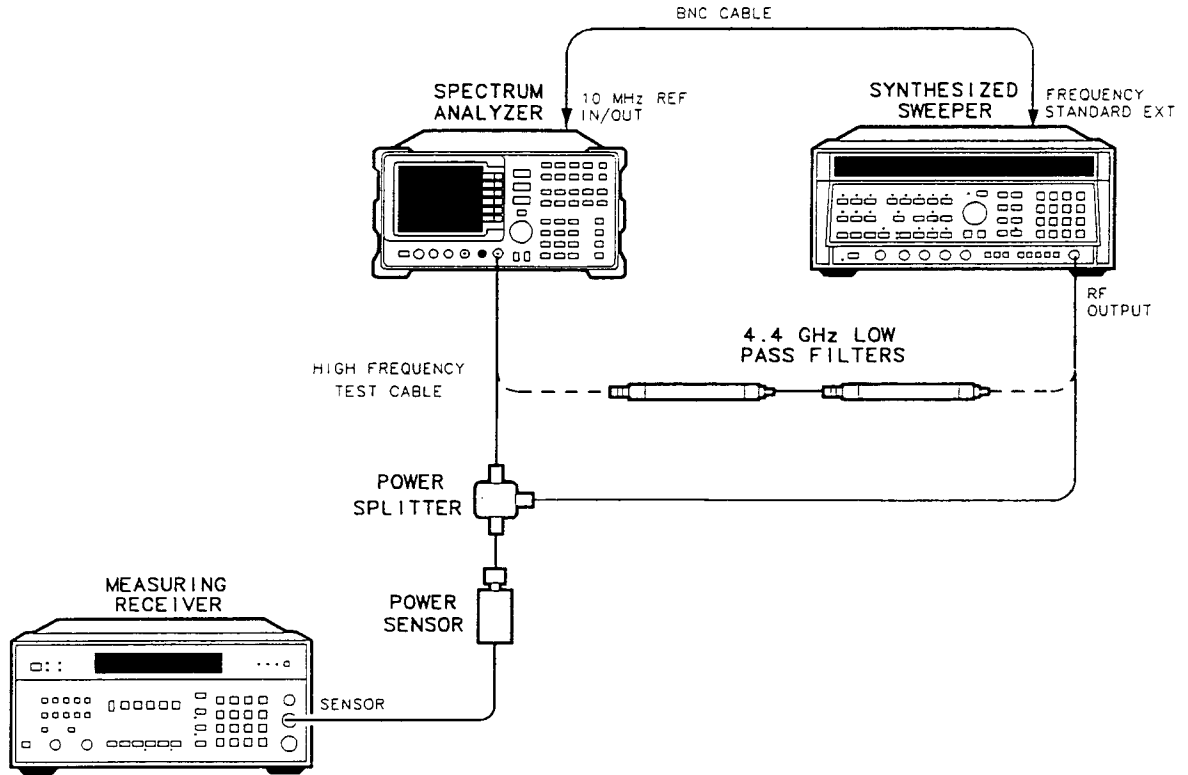 BNC CABLE
SPECTRUM
ANALYZER
10 MHz REF
IN/OUT
SYNTHESIZED
SWEEPER
FREQUENCY
STANDARD EXT
RF
OUTPUT
4.4 GHz LOW
PASS FILTERS
HIGH FREQUENCY
TEST CABLE
POWER
SPLITTER
MEASURING
RECEIVER
POWER
SENSOR
SENSOR